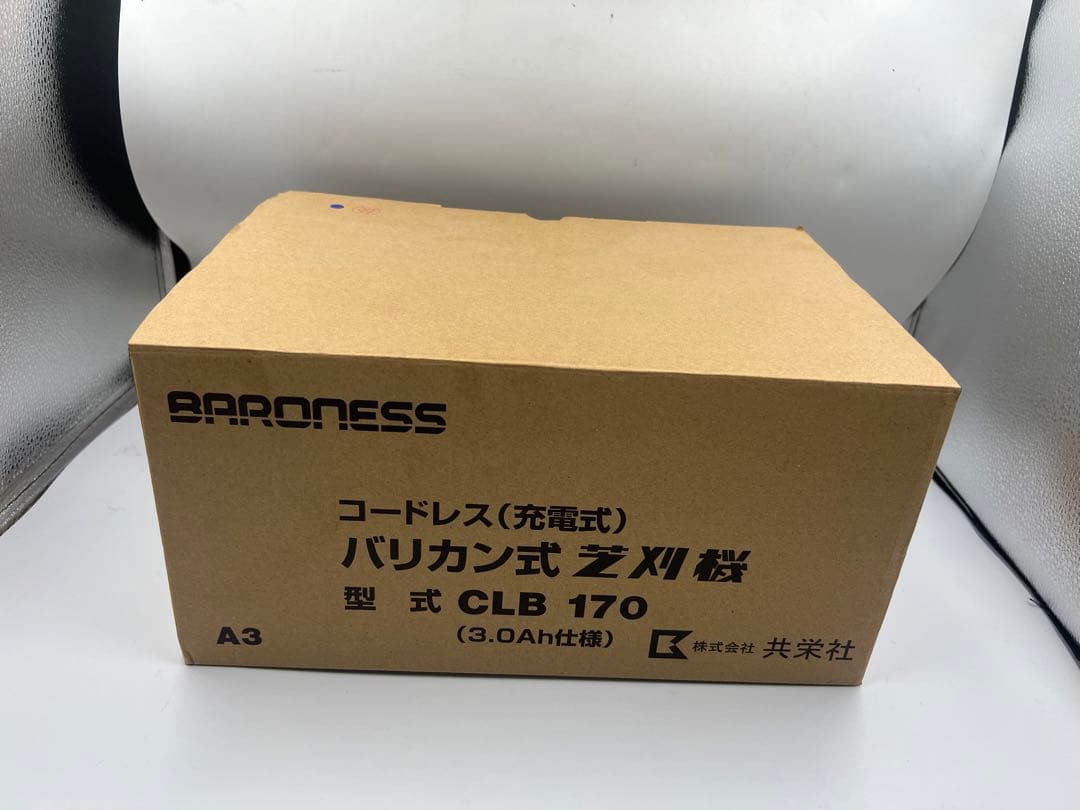 BARONESS
コードレス(充電式)
バリカン式 芝刈機
型 式 CLB 170
(3.0Ah仕様)
A3
株式会社 共栄社